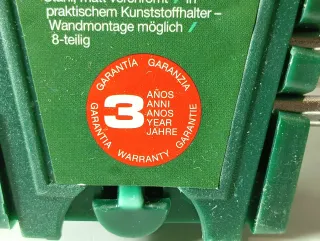 Stahl, matt verchromt / in
praktischem Kunststoffhalter –
Wandmontage möglich /
8-teilig
GARANTÍA GARANZIA
3
AÑOS
ANNI
ANOS
YEAR
JAHRE
GARANTIA WARRANTY GARANTIE